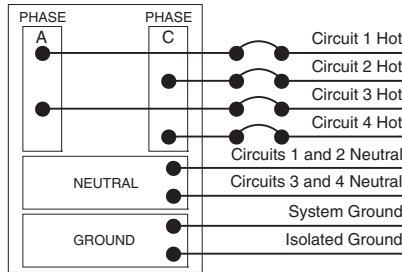 PHASE PHASE
A C
Circuit 1 Hot
Circuit 2 Hot
Circuit 3 Hot
Circuit 4 Hot
Circuits 1 and 2 Neutral
NEUTRAL
Circuits 3 and 4 Neutral
System Ground
GROUND
Isolated Ground